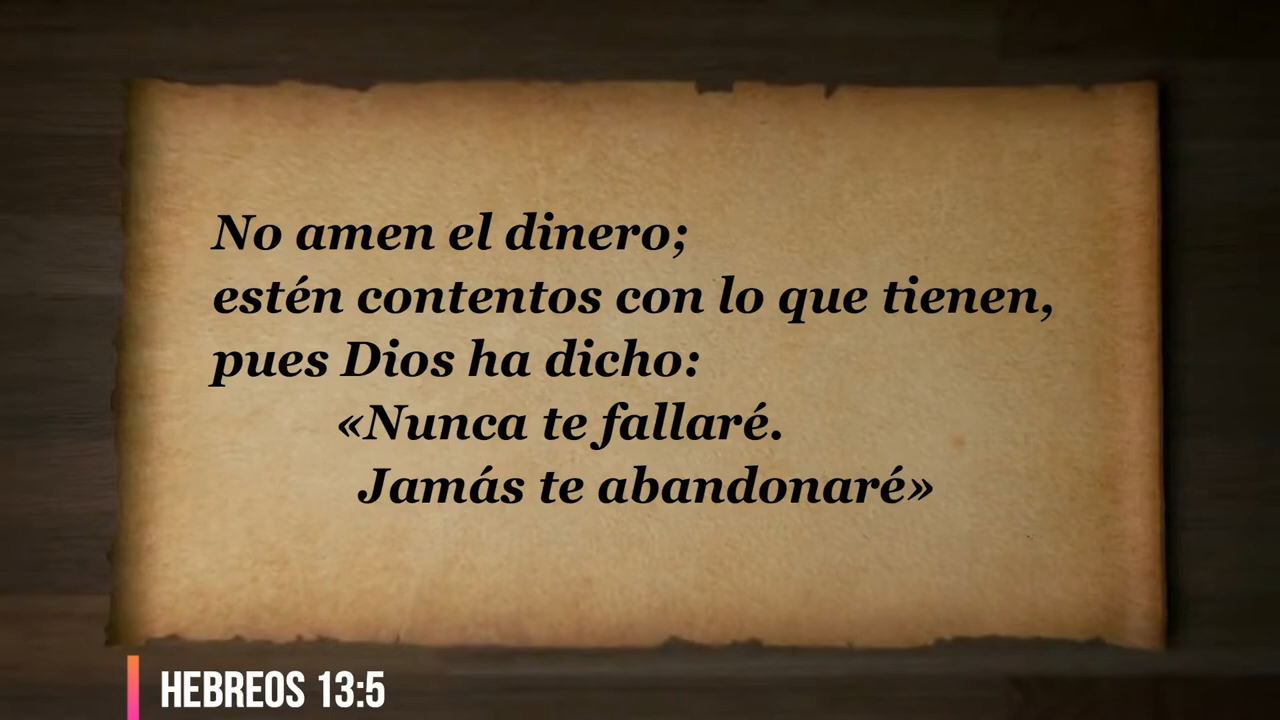 No amen el dinero;
estén contentos con lo que tienen,
pues Dios ha dicho:
«Nunca te fallaré.
Jamás te abandonaré»
HEBREOS 13:5